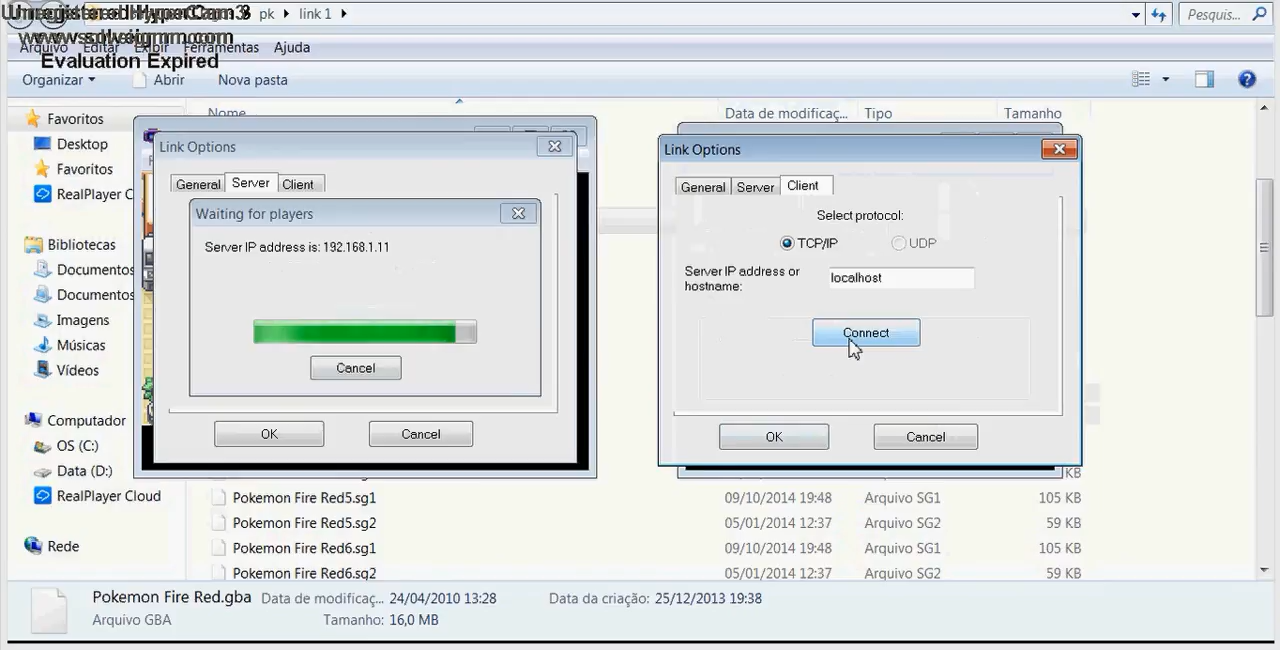 Unregistered HyperCam 3
pk
link 1
Pesquis...
www.solveigmm.com
Arquivo
Editar
Exibir
Ferramentas
Ajuda
Evaluation Expired
Organizar
Abrir
Nova pasta
Nome
Data de modificaç...
Tipo
Tamanho
Favoritos
Desktop
Favoritos
RealPlayer C
Bibliotecas
Documentos
Documentos
Imagens
Músicas
Vídeos
Computador
OS (C:)
Data (D:)
RealPlayer Cloud
Rede
Link Options
General
Server
Client
Waiting for players
Server IP address is: 192.168.1.11
Cancel
OK
Cancel
Link Options
General
Server
Client
Select protocol:
TCP/IP
UDP
Server IP address or
hostname:
localhost
Connect
OK
Cancel
KB
Pokemon Fire Red5.sg1 09/10/2014 19:48 Arquivo SG1 105 KB
Pokemon Fire Red5.sg2 05/01/2014 12:37 Arquivo SG2 59 KB
Pokemon Fire Red6.sg1 09/10/2014 19:48 Arquivo SG1 105 KB
Pokemon Fire Red6.sg2 05/01/2014 12:37 Arquivo SG2 59 KB
Pokemon Fire Red.gba Data de modificaç... 24/04/2010 13:28 Data da criação: 25/12/2013 19:38
Arquivo GBA Tamanho: 16,0 MB